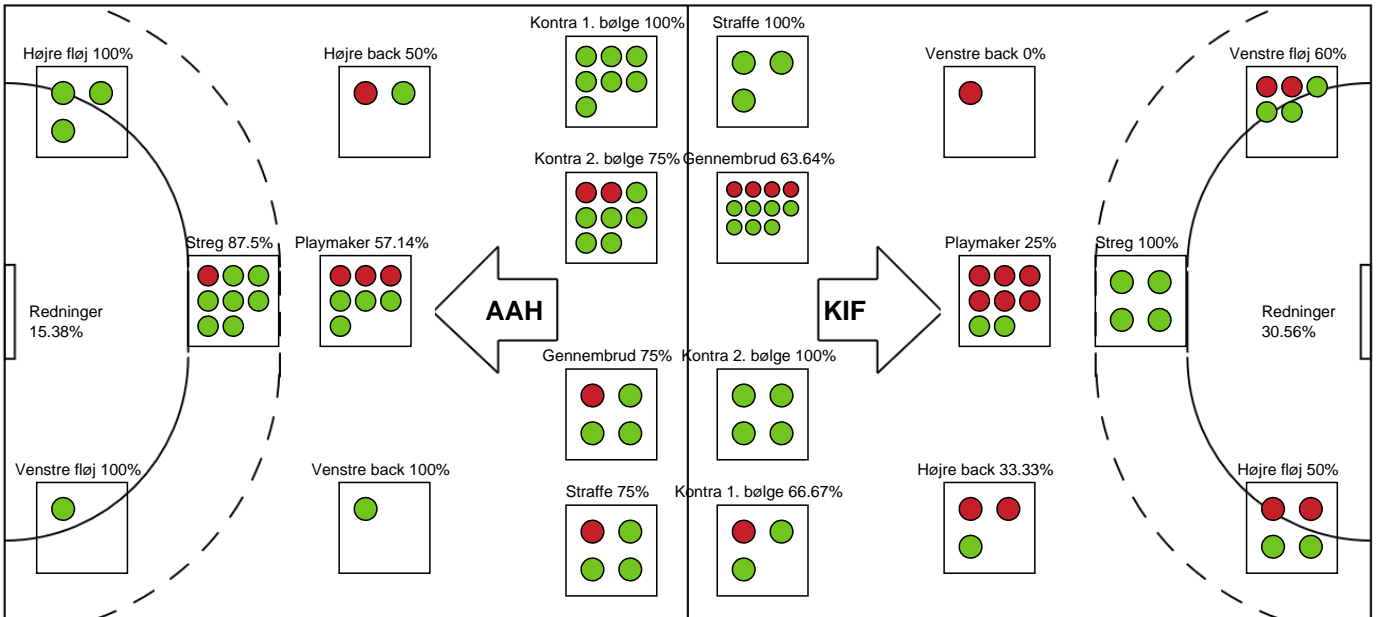 Kontra 1. bølge 100%
Straffe 100%
Højre fløj 100%
Højre back 50%
Venstre back 0%
Venstre fløj 60%
Kontra 2. bølge 75%
Gennembrud 63.64%
Streg 87.5%
Playmaker 57.14%
Playmaker 25%
Streg 100%
Redninger
15.38%
AAH
KIF
Redninger
30.56%
Gennembrud 75%
Kontra 2. bølge 100%
Venstre fløj 100%
Venstre back 100%
Højre back 33.33%
Højre fløj 50%
Straffe 75%
Kontra 1. bølge 66.67%